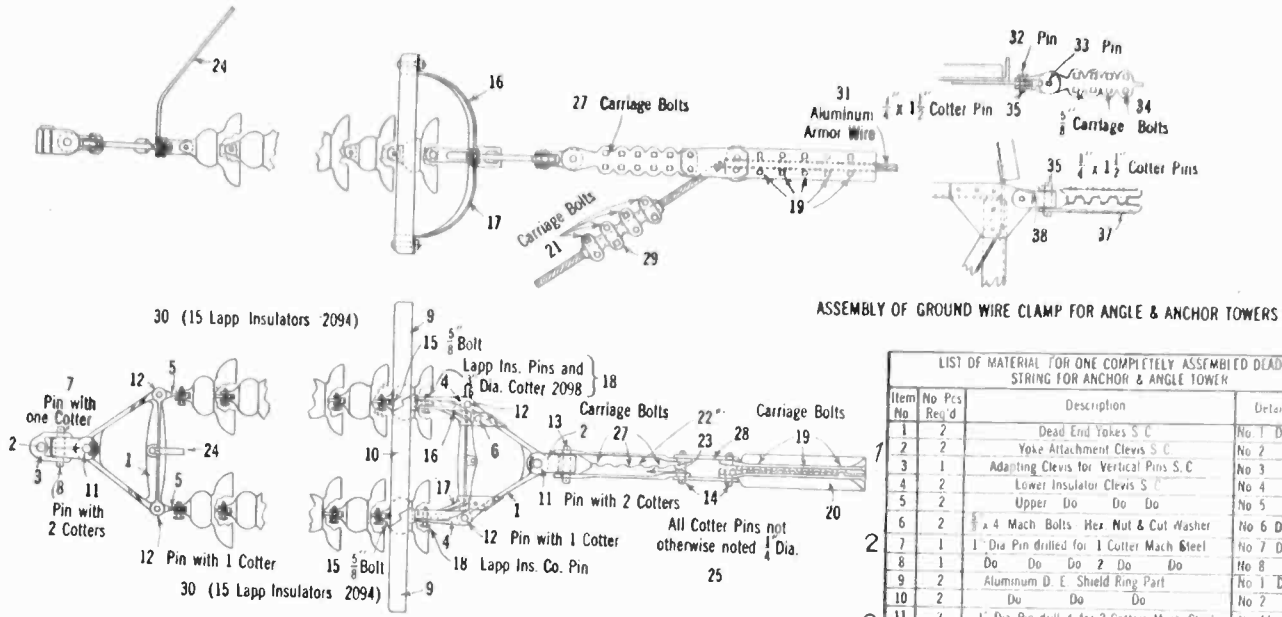 24
16
27 Carriage Bolts
31
Aluminum
Armor Wire
17
19
Carriage Bolts
21
29
32 Pin
33 Pin
1/4" x 1 1/2" Cotter Pin
35
5/8" Carriage Bolts
34
35 1/4" x 1 1/2" Cotter Pins
38
37
ASSEMBLY OF GROUND WIRE CLAMP FOR ANGLE & ANCHOR TOWERS
30 (15 Lapp Insulators 2094)
7
Pin with
one Cotter
12
5
2
3
8
11
1
24
Pin with
2 Cotters
5
12 Pin with 1 Cotter
30 (15 Lapp Insulators 2094)
9
15 5/8" Bolt
Lapp Ins. Pins and
Dia. Cotter 2098 } 18
4
12
10
16
6
17
13
2
Carriage Bolts
27
22"
23
28
Carriage Bolts
19
11 Pin with 2 Cotters
1
14
20
4
12 Pin with 1 Cotter
All Cotter Pins not
otherwise noted 1/4 Dia.
25
15 5/8" Bolt
18 Lapp Ins. Co. Pin
9
LIST OF MATERIAL FOR ONE COMPLETELY ASSEMBLED DEAD
STRING FOR ANCHOR & ANGLE TOWER
Item No No Pcs Req'd Description Detai
1 2 Dead End Yokes S C No 1 D
2 2 Yoke Attachment Clevis S C No 2
3 1 Adapting Clevis for Vertical Pins S.C No 3
4 2 Lower Insulator Clevis S C No 4
5 2 Upper Do Do Do No 5
6 2 x 4 Mach Bolts Hex Nut & Cut Washer No 6 D
7 1 1" Dia Pin drilled for 1 Cotter Mach Steel No 7 D
8 1 Do Do Do 2 Do Do No 8
9 2 Aluminum D. E. Shield Ring Part No 1 D
10 2 Do Do Do No 2
11
1
2